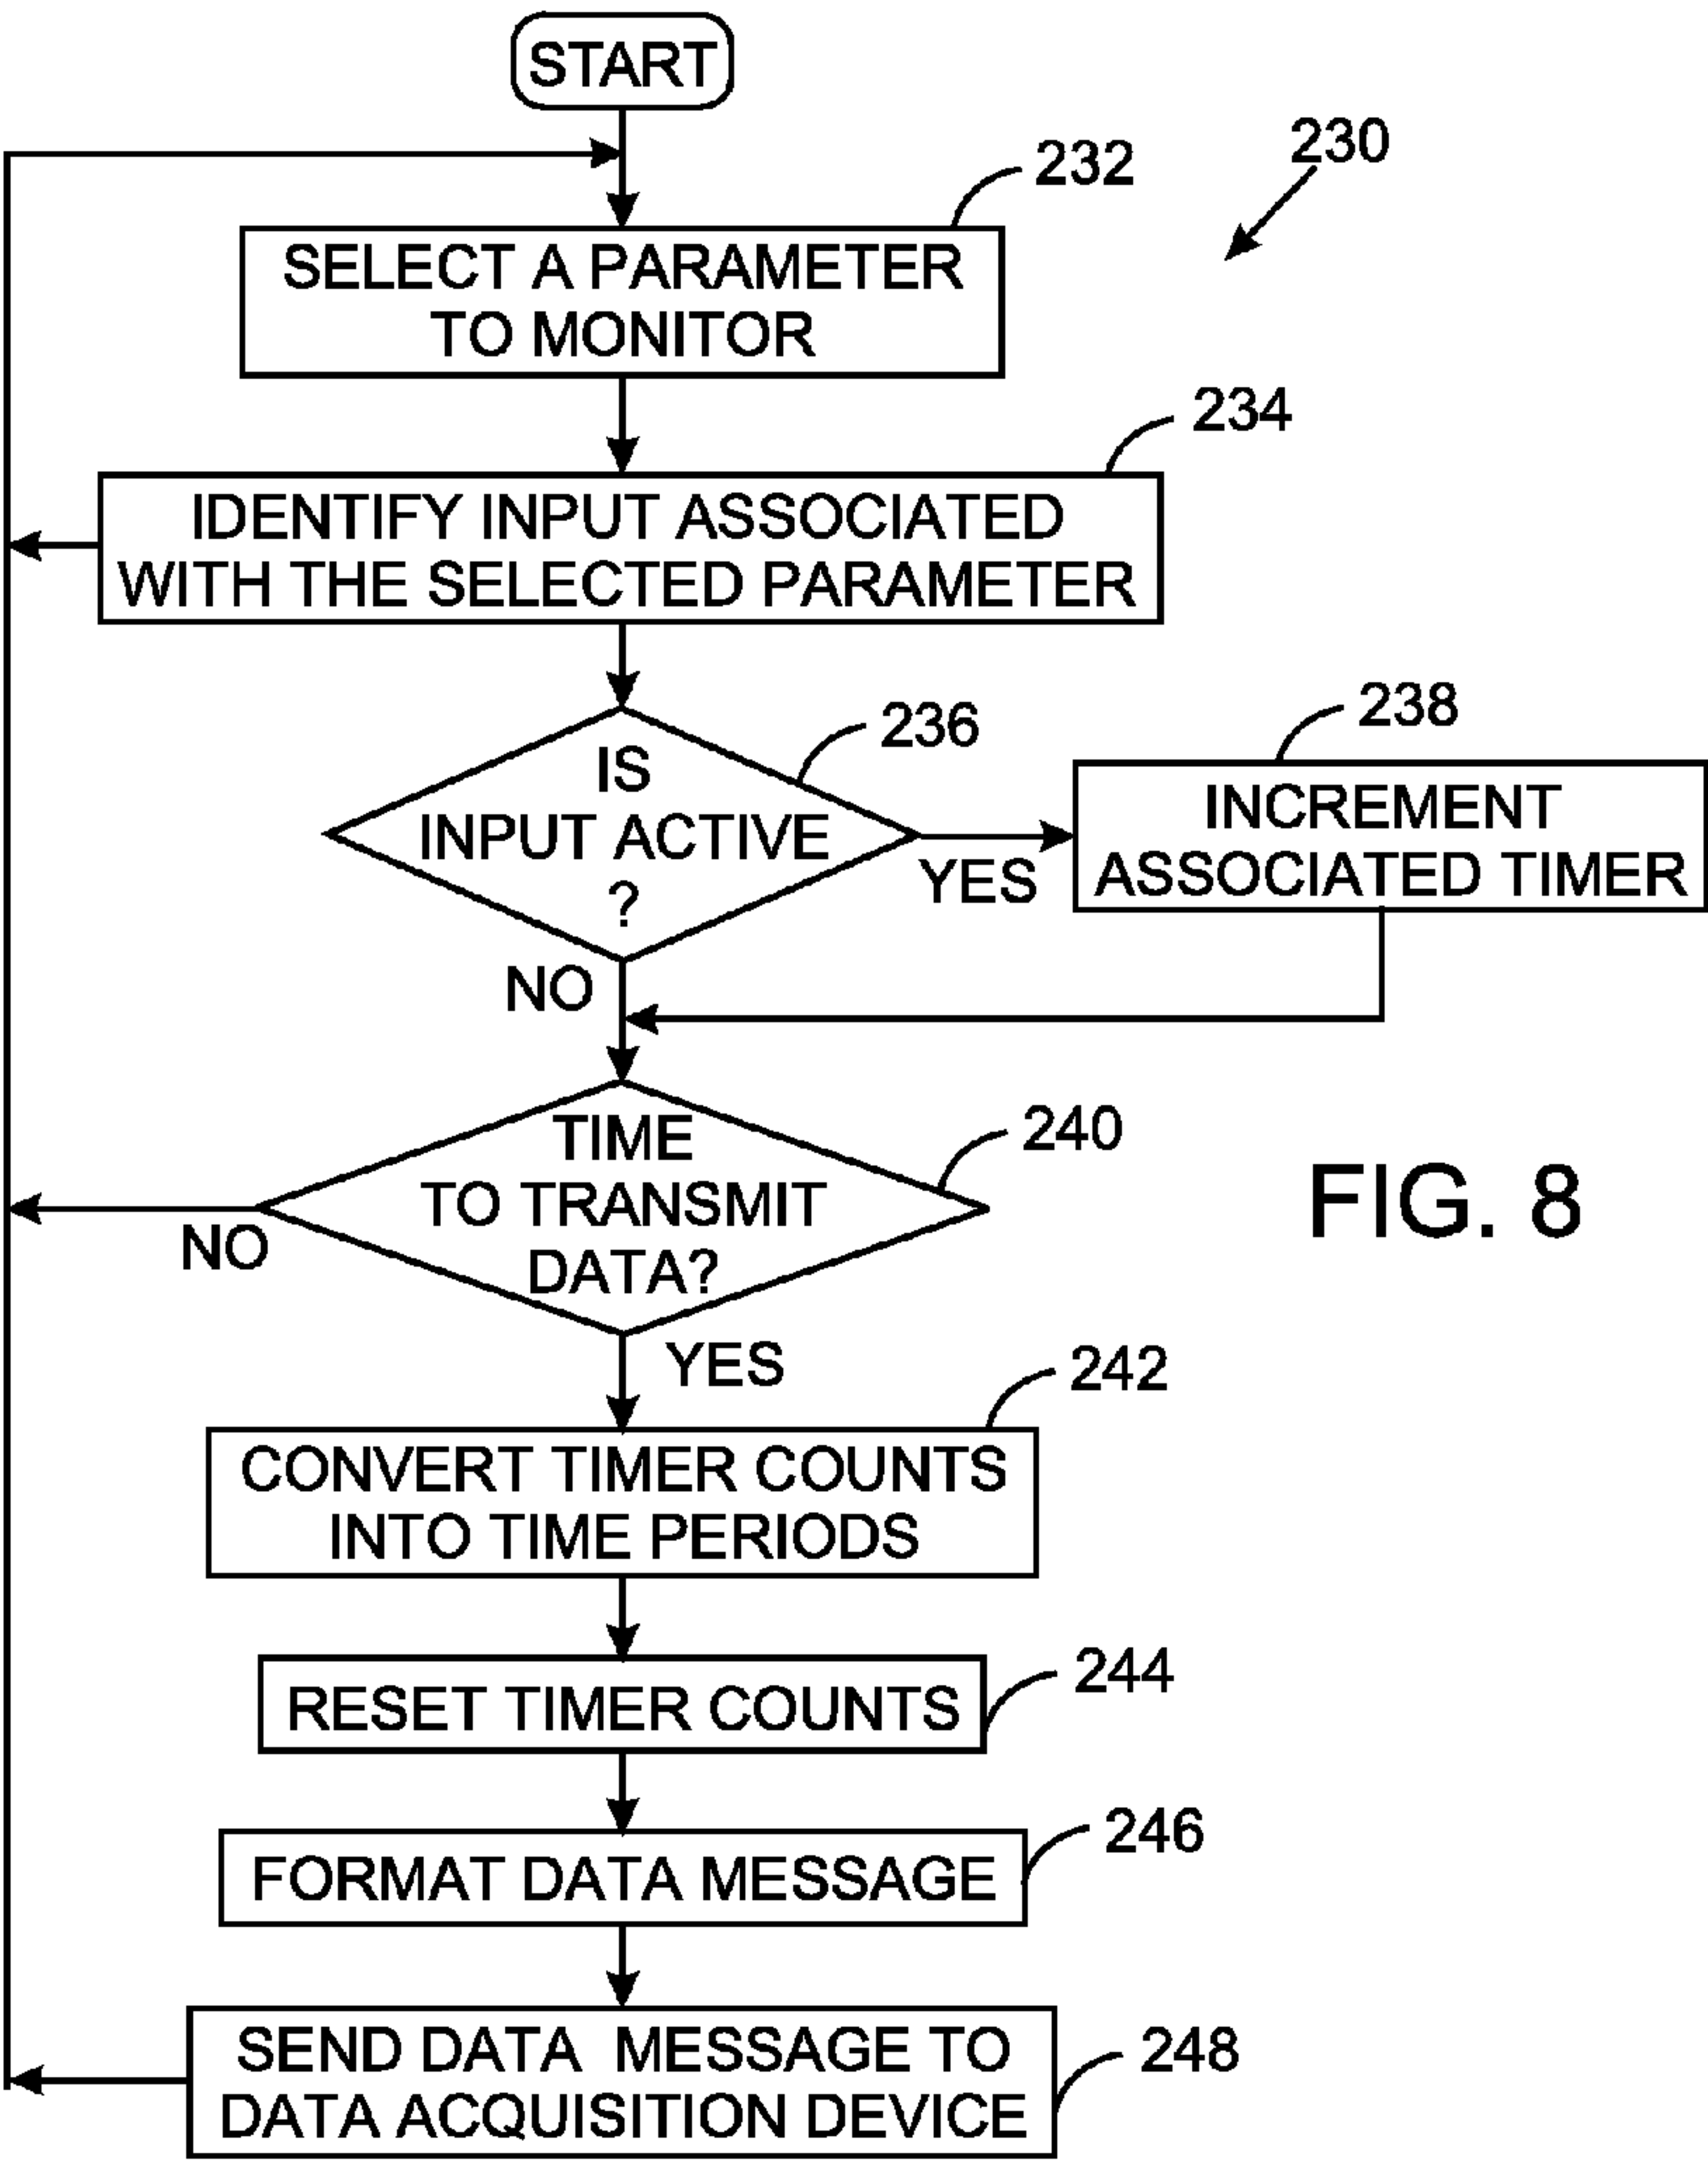 START
230
232
SELECT A PARAMETER
TO MONITOR
234
IDENTIFY INPUT ASSOCIATED
WITH THE SELECTED PARAMETER
236
IS
INPUT ACTIVE
?
YES
NO
238
INCREMENT
ASSOCIATED TIMER
240
TIME
TO TRANSMIT
DATA?
NO
YES
FIG. 8
242
CONVERT TIMER COUNTS
INTO TIME PERIODS
244
RESET TIMER COUNTS
246
FORMAT DATA MESSAGE
248
SEND DATA MESSAGE TO
DATA ACQUISITION DEVICE